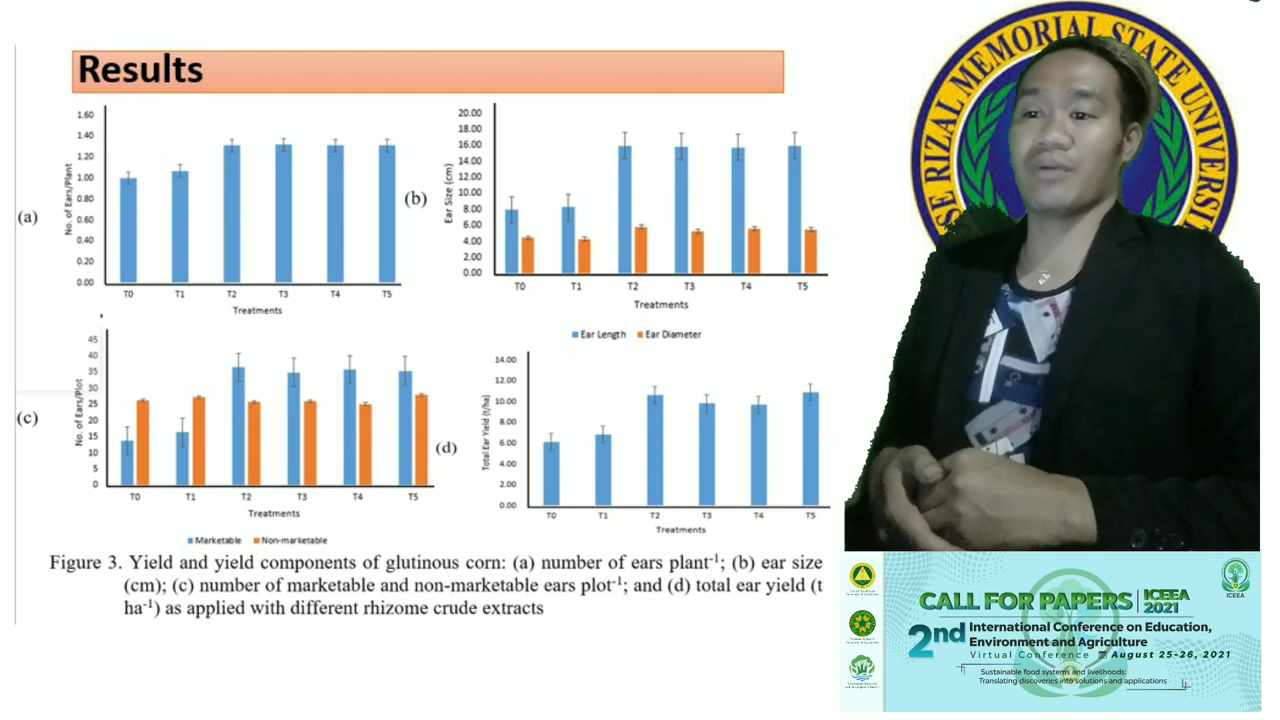 Results
1.60
1.40
1.20
1.00
0.80
0.60
0.40
0.20
0.00
No. of Ears/Plant
T0 T1 T2 T3 T4 T5
Treatments
(a)
20.00
18.00
16.00
14.00
12.00
10.00
8.00
6.00
4.00
2.00
0.00
Ear Size (cm)
T0 T1 T2 T3 T4 T5
Treatments
Ear Length Ear Diameter
(b)
45
40
35
30
25
20
15
10
5
0
No. of Ears/Plot
T0 T1 T2 T3 T4 T5
Treatments
Marketable Non-marketable
(c)
14.00
12.00
10.00
8.00
6.00
4.00
2.00
0.00
Total Ear Yield (t/ha)
T0 T1 T2 T3 T4 T5
Treatments
(d)
Figure 3. Yield and yield components of glutinous corn: (a) number of ears plant⁻¹; (b) ear size
(cm); (c) number of marketable and non-marketable ears plot⁻¹; and (d) total ear yield (t
ha⁻¹) as applied with different rhizome crude extracts
SE RIZAL MEMORIAL STATE UNIVERSIT
CALL FOR PAPERS ICEEA
2021
2nd International Conference on Education,
Environment and Agriculture
Virtual Conference August 25-26, 2021
Sustainable food systems and livelihoods:
Translating discoveries into solutions and applications
ICEEA